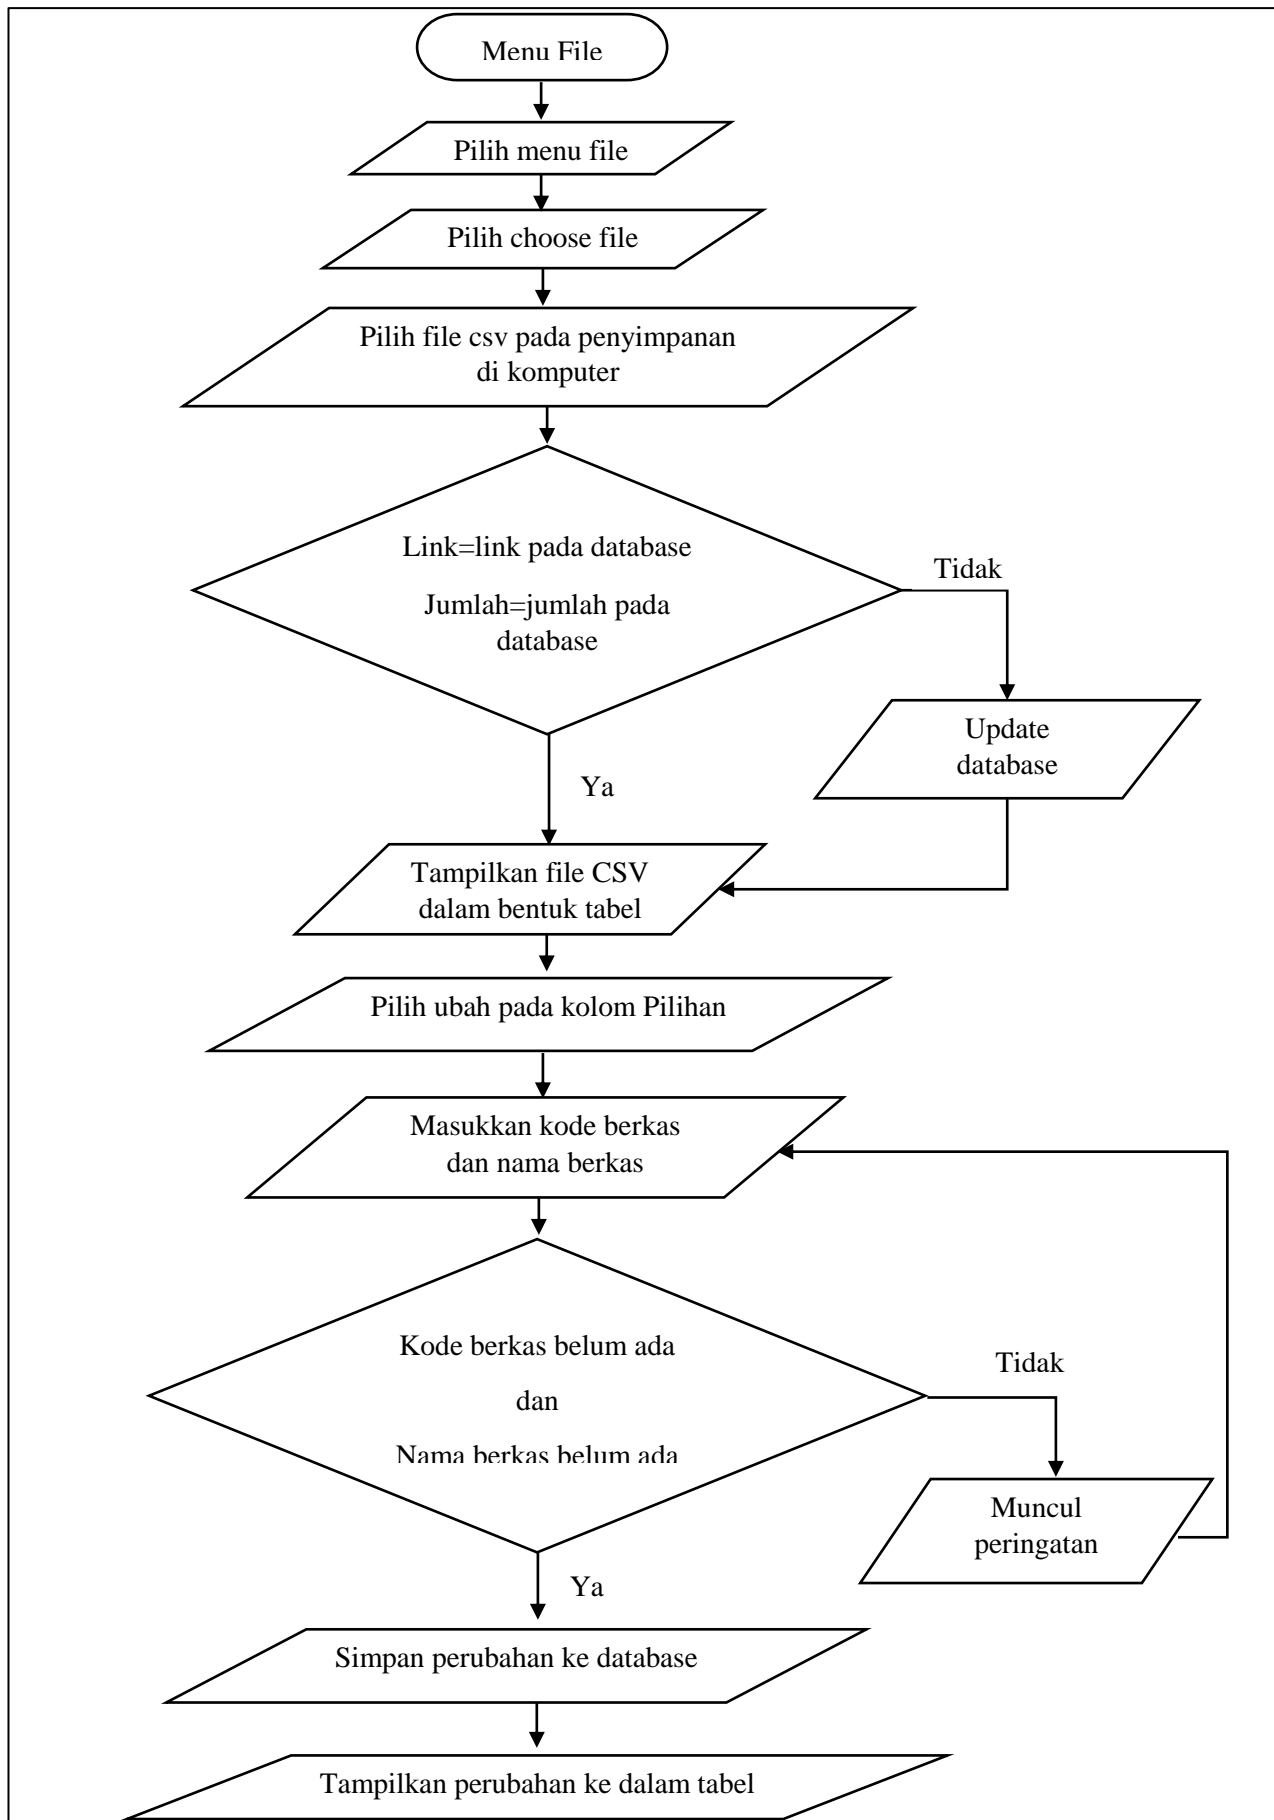 Menu File
Pilih menu file
Pilih choose file
Pilih file csv pada penyimpanan
di komputer
Link=link pada database
Jumlah=jumlah pada
database
Tidak
Update
database
Ya
Tampilkan file CSV
dalam bentuk tabel
Pilih ubah pada kolom Pilihan
Masukkan kode berkas
dan nama berkas
Kode berkas belum ada
dan
Nama berkas belum ada
Tidak
Muncul
peringatan
Ya
Simpan perubahan ke database
Tampilkan perubahan ke dalam tabel